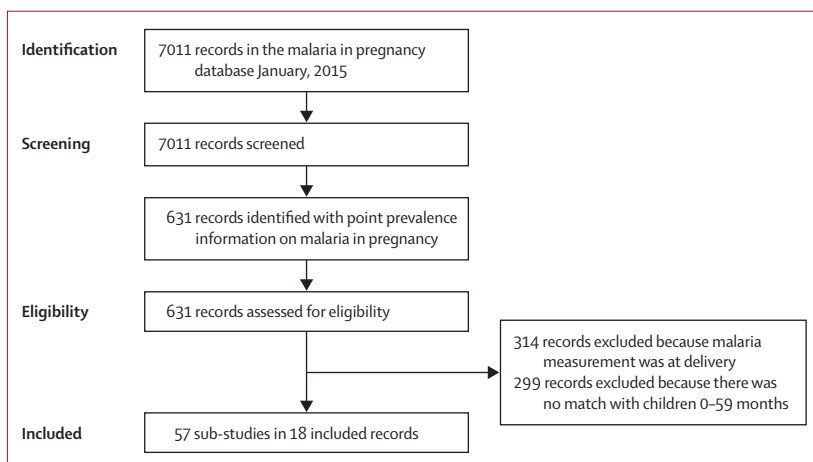 Identification
7011 records in the malaria in pregnancy
database January, 2015
Screening
7011 records screened
631 records identified with point prevalence
information on malaria in pregnancy
Eligibility
631 records assessed for eligibility
314 records excluded because malaria
measurement was at delivery
299 records excluded because there was
no match with children 0–59 months
Included
57 sub-studies in 18 included records